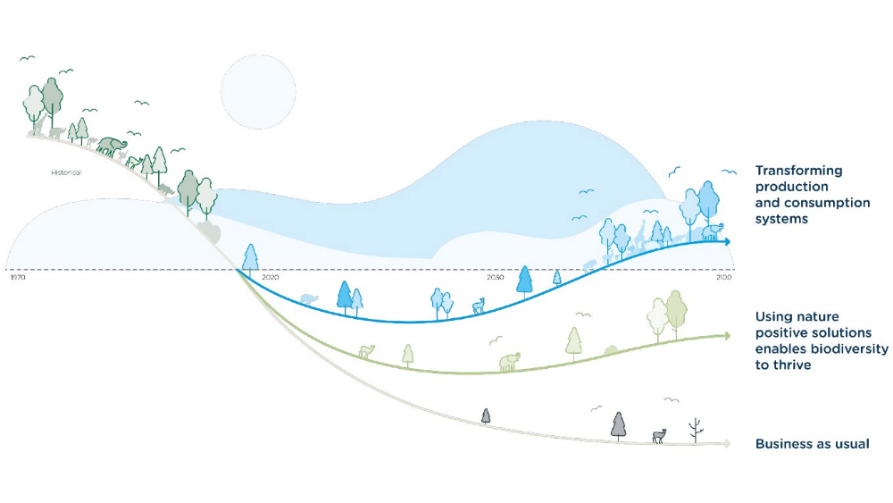 Historical
Transforming
production
and consumption
systems
1970
2020
2050
2100
Using nature
positive solutions
enables biodiversity
to thrive
Business as usual